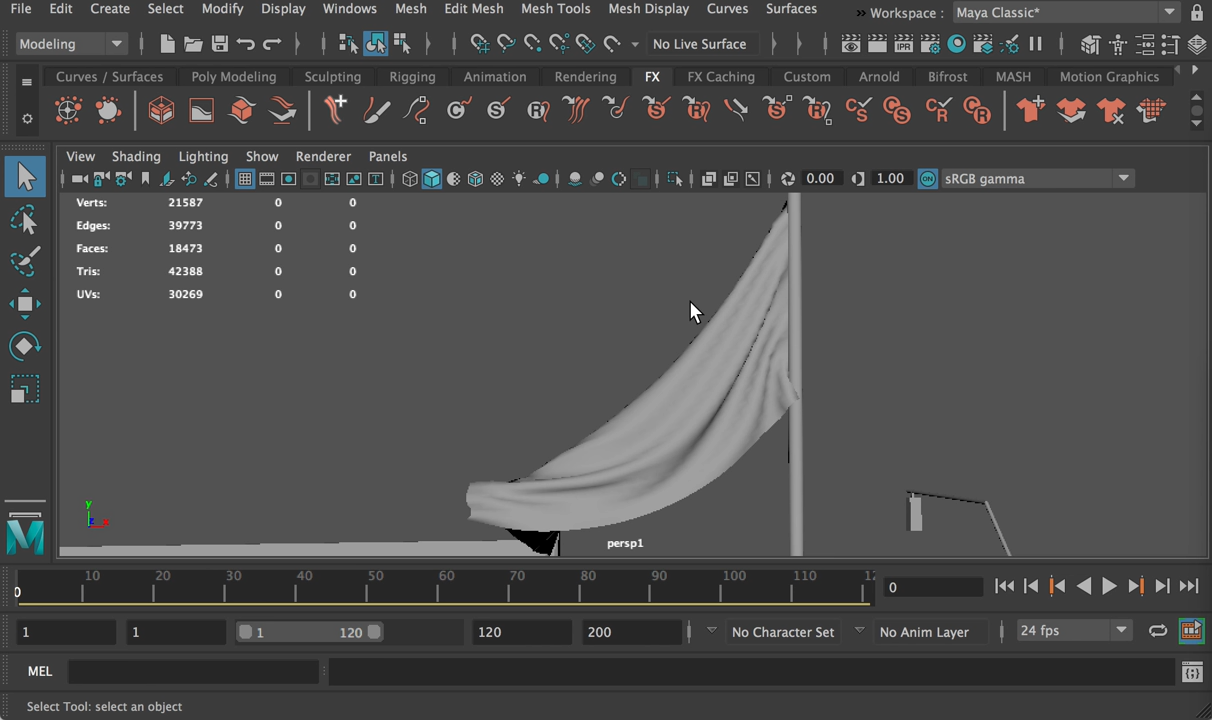 File Edit Create Select Modify Display Windows Mesh Edit Mesh Mesh Tools Mesh Display Curves Surfaces » Workspace : Maya Classic*
Modeling No Live Surface IPR
Curves / Surfaces Poly Modeling Sculpting Rigging Animation Rendering FX FX Caching Custom Arnold Bifrost MASH Motion Graphics
View Shading Lighting Show Renderer Panels
0.00 1.00 ON sRGB gamma
Verts: 21587 0 0
Edges: 39773 0 0
Faces: 18473 0 0
Tris: 42388 0 0
UVs: 30269 0 0
y
z x
persp1
0 10 20 30 40 50 60 70 80 90 100 110 0
1 1 1 120 120 200 No Character Set No Anim Layer 24 fps
MEL
Select Tool: select an object